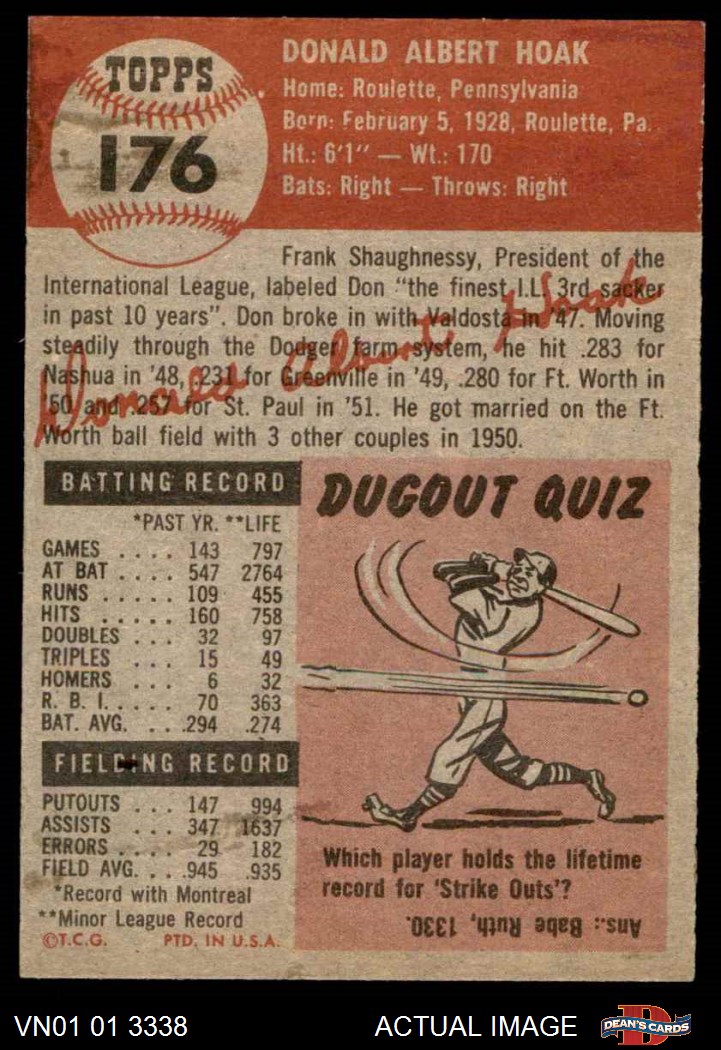 TOPPS
176
DONALD ALBERT HOAK
Home: Roulette, Pennsylvania
Born: February 5, 1928, Roulette, Pa.
Ht.: 6'1" — Wt.: 170
Bats: Right — Throws: Right
Frank Shaughnessy, President of the
International League, labeled Don "the finest I.L. 3rd sacker
in past 10 years". Don broke in with Valdosta in '47. Moving
steadily through the Dodger farm system, he hit .283 for
Nashua in '48, .231 for Greenville in '49, .280 for Ft. Worth in
'50 and .257 for St. Paul in '51. He got married on the Ft.
Worth ball field with 3 other couples in 1950.
Donald Albert Hoak
BATTING RECORD
*PAST YR. **LIFE
GAMES .... 143 797
AT BAT .... 547 2764
RUNS ..... 109 455
HITS ..... 160 758
DOUBLES ... 32 97
TRIPLES ... 15 49
HOMERS ... 6 32
R. B. I. .... 70 363
BAT. AVG. ... .294 .274
FIELDING RECORD
PUTOUTS ... 147 994
ASSISTS ... 347 1637
ERRORS .... 29 182
FIELD AVG. ... .945 .935
*Record with Montreal
**Minor League Record
©T.C.G. PTD. IN U.S.A.
DUGOUT QUIZ
Which player holds the lifetime
record for 'Strike Outs'?
Ans.: Babe Ruth, 1330.
VN01 01 3338
ACTUAL IMAGE
D
DEAN'S CARDS